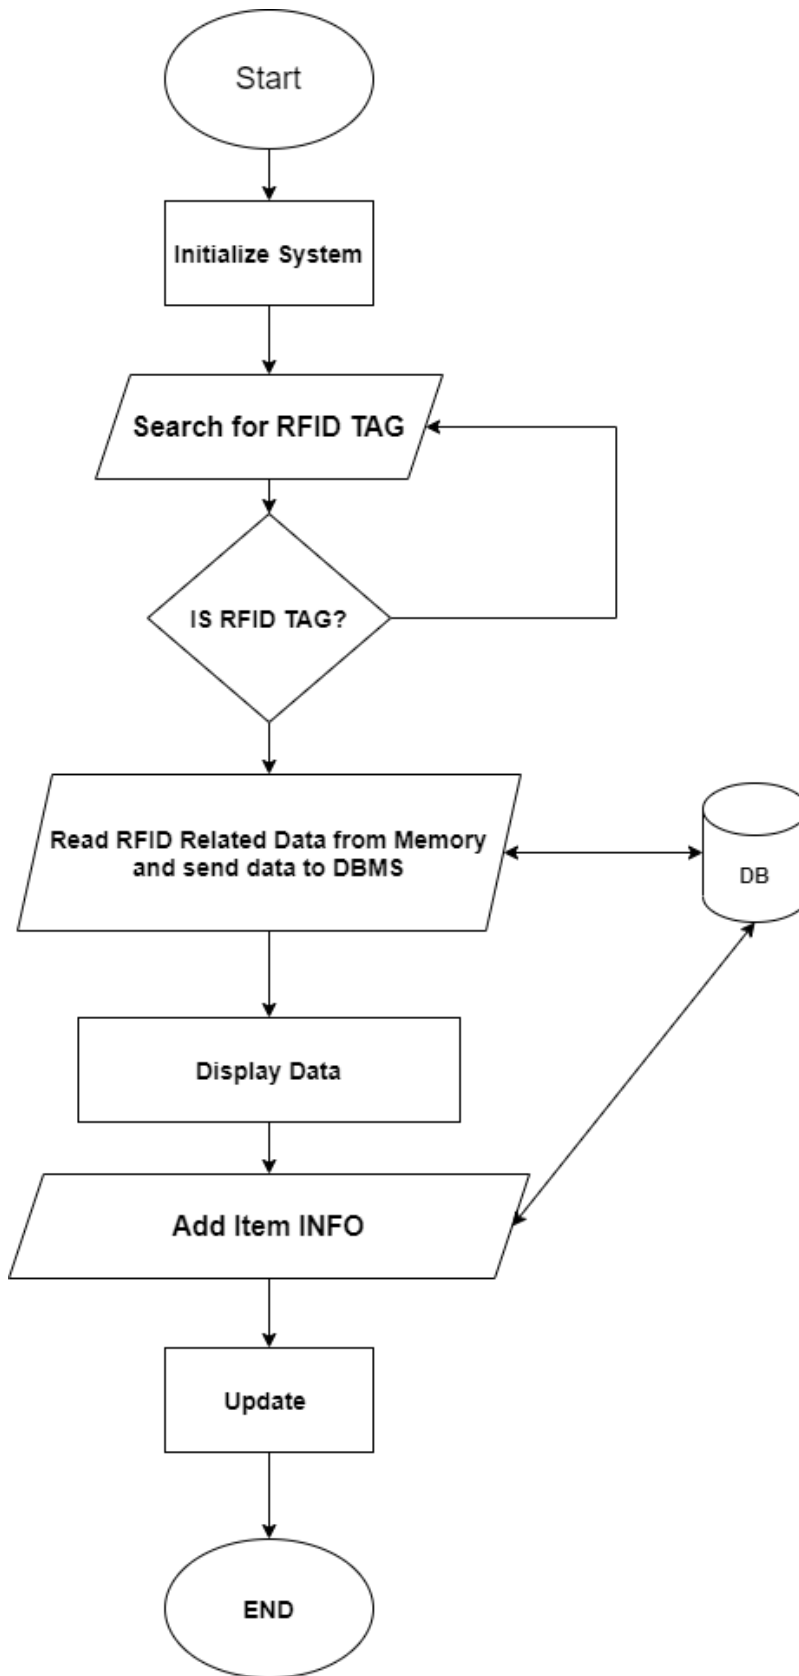 Start
Initialize System
Search for RFID TAG
IS RFID TAG?
Read RFID Related Data from Memory
and send data to DBMS
DB
Display Data
Add Item INFO
Update
END